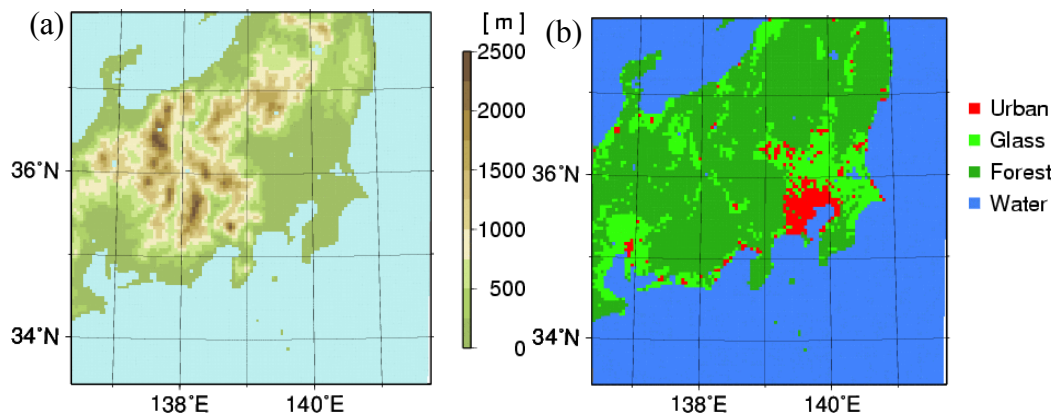 (a)
[ m ]
2500
2000
1500
1000
500
0
36°N
34°N
138°E
140°E
(b)
Urban
Glass
Forest
Water
36°N
34°N
138°E
140°E